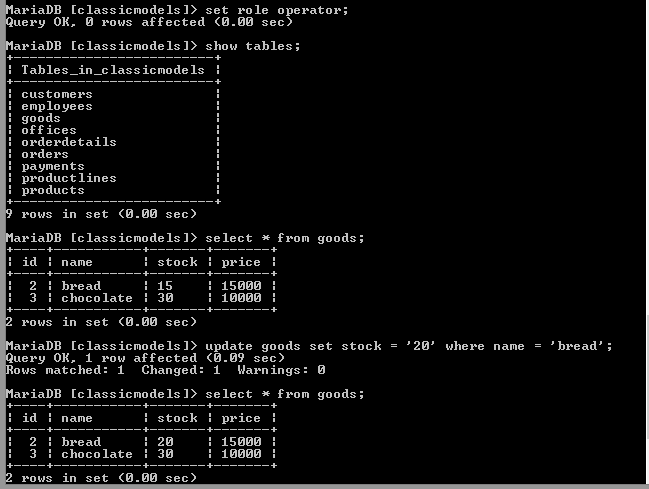 MariaDB [classicmodels]> set role operator;
Query OK, 0 rows affected (0.00 sec)
MariaDB [classicmodels]> show tables;
+-------------------------+
| Tables_in_classicmodels |
+-------------------------+
| customers               |
| employees               |
| goods                   |
| offices                 |
| orderdetails            |
| orders                  |
| payments                |
| productlines            |
| products                |
+-------------------------+
9 rows in set (0.00 sec)
MariaDB [classicmodels]> select * from goods;
+----+-----------+-------+-------+
| id | name      | stock | price |
+----+-----------+-------+-------+
|  2 | bread     | 15    | 15000 |
|  3 | chocolate | 30    | 10000 |
+----+-----------+-------+-------+
2 rows in set (0.00 sec)
MariaDB [classicmodels]> update goods set stock = '20' where name = 'bread';
Query OK, 1 row affected (0.09 sec)
Rows matched: 1  Changed: 1  Warnings: 0
MariaDB [classicmodels]> select * from goods;
+----+-----------+-------+-------+
| id | name      | stock | price |
+----+-----------+-------+-------+
|  2 | bread     | 20    | 15000 |
|  3 | chocolate | 30    | 10000 |
+----+-----------+-------+-------+
2 rows in set (0.00 sec)